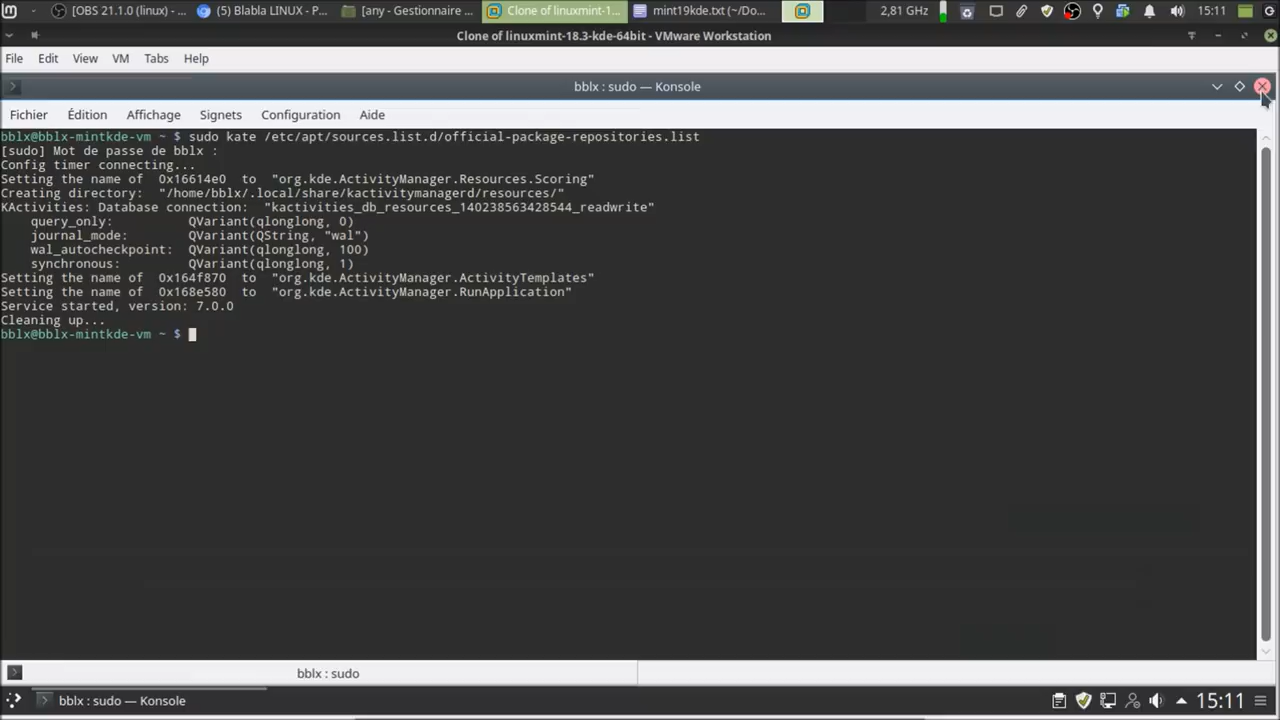 [OBS 21.1.0 (linux) - ...
(5) Blabla LINUX - P...
[any - Gestionnaire ...
Clone of linuxmint-1...
mint19kde.txt (~/Do...
2,81 GHz
15:11
Clone of linuxmint-18.3-kde-64bit - VMware Workstation
File Edit View VM Tabs Help
bblx : sudo — Konsole
Fichier Édition Affichage Signets Configuration Aide
bblx@bblx-mintkde-vm ~ $ sudo kate /etc/apt/sources.list.d/official-package-repositories.list
[sudo] Mot de passe de bblx :
Config timer connecting...
Setting the name of 0x16614e0 to "org.kde.ActivityManager.Resources.Scoring"
Creating directory: "/home/bblx/.local/share/kactivitymanagerd/resources/"
KActivities: Database connection: "kactivities_db_resources_140238563428544_readwrite"
query_only: QVariant(qlonglong, 0)
journal_mode: QVariant(QString, "wal")
wal_autocheckpoint: QVariant(qlonglong, 100)
synchronous: QVariant(qlonglong, 1)
Setting the name of 0x164f870 to "org.kde.ActivityManager.ActivityTemplates"
Setting the name of 0x168e580 to "org.kde.ActivityManager.RunApplication"
Service started, version: 7.0.0
Cleaning up...
bblx@bblx-mintkde-vm ~ $
bblx : sudo
bblx : sudo — Konsole
15:11